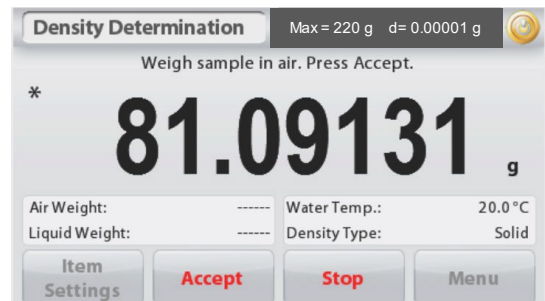 Density Determination Max = 220 g d= 0.00001 g
Weigh sample in air. Press Accept.
*
81.09131 g
Air Weight: ------ Water Temp.: 20.0°C
Liquid Weight: ------ Density Type: Solid
Item Settings Accept Stop Menu